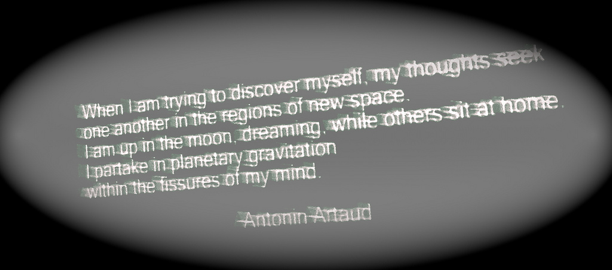 When I am trying to discover myself, my thoughts seek
one another in the regions of new space.
I am up in the moon, dreaming, while others sit at home.
I partake in planetary gravitation
within the fissures of my mind.
Antonin Artaud